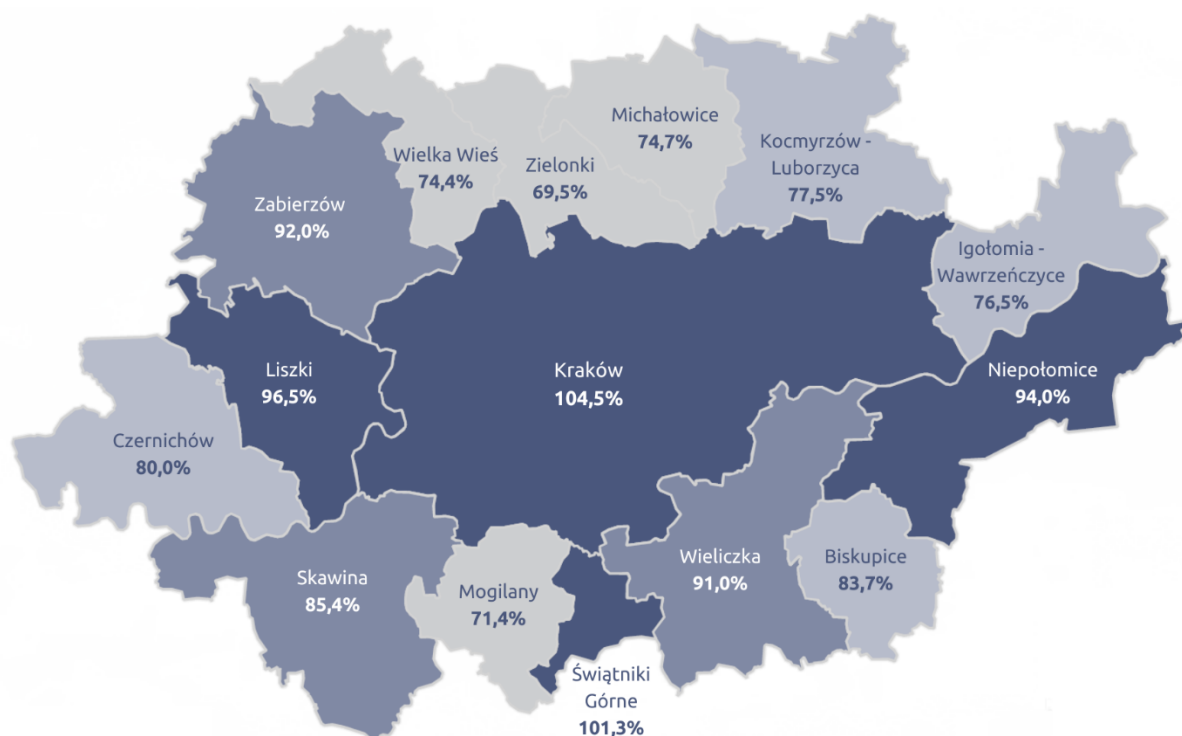 Michałowice
74,7%
Kocmyrzów -
Luborzyca
77,5%
Wielka Wieś
74,4%
Zielonki
69,5%
Zabierzów
92,0%
Igołomia -
Wawrzeńczyce
76,5%
Liszki
96,5%
Kraków
104,5%
Niepołomice
94,0%
Czernichów
80,0%
Skawina
85,4%
Mogilany
71,4%
Wieliczka
91,0%
Biskupice
83,7%
Świątniki
Górne
101,3%